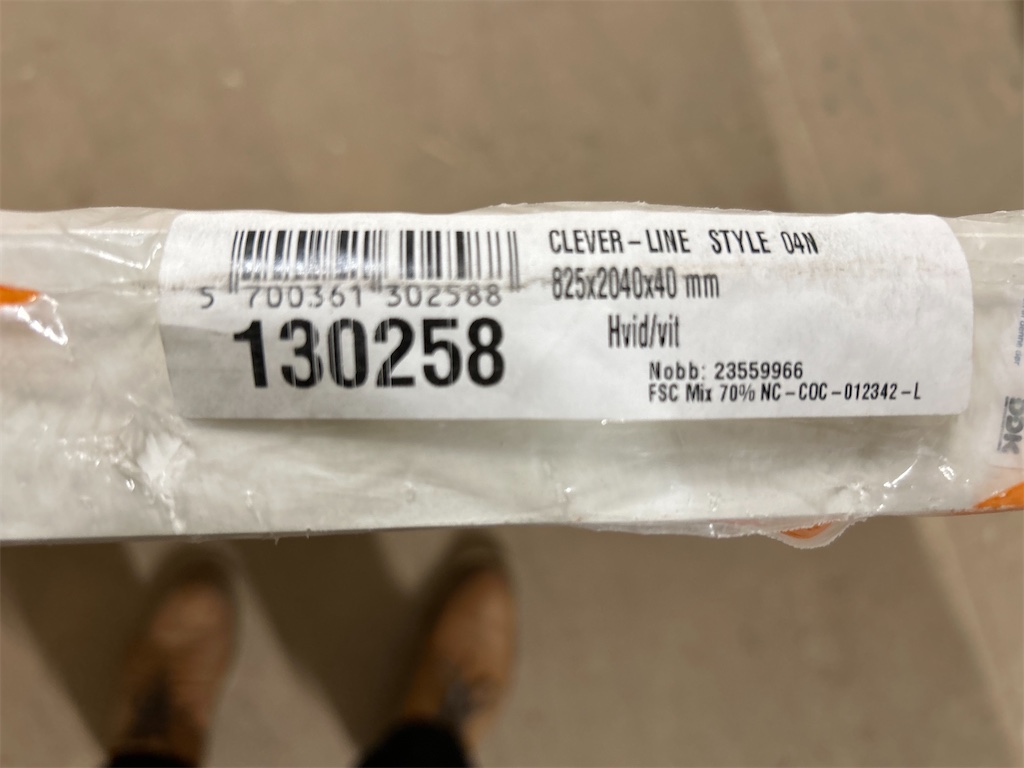 CLEVER-LINE STYLE 04N
825x2040x40 mm
5 700361 302588
130258
Hvid/vit
Nobb: 23559966
FSC Mix 70% NC-COC-012342-L
DDK